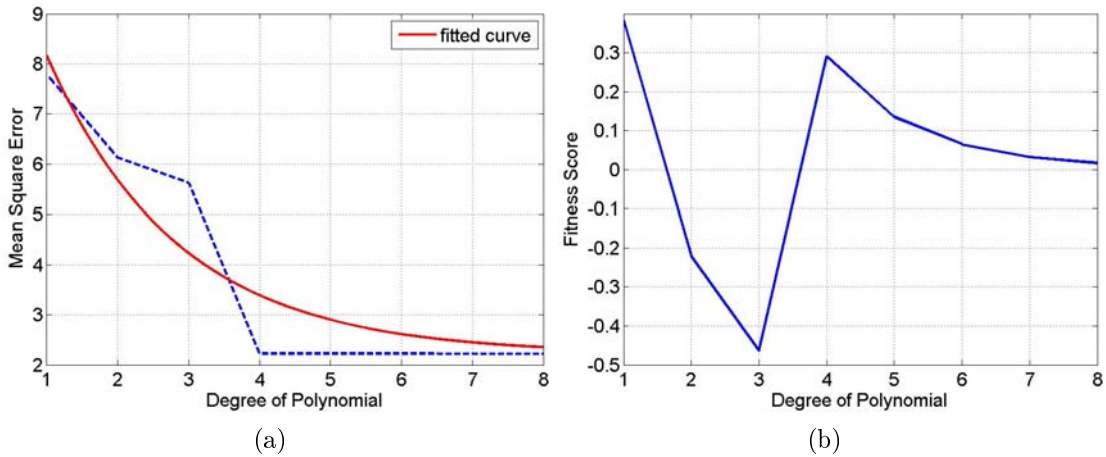 9
8
7
6
5
4
3
2
Mean Square Error
fitted curve
1 2 3 4 5 6 7 8
Degree of Polynomial
(a)
0.3
0.2
0.1
0
-0.1
-0.2
-0.3
-0.4
-0.5
Fitness Score
1 2 3 4 5 6 7 8
Degree of Polynomial
(b)